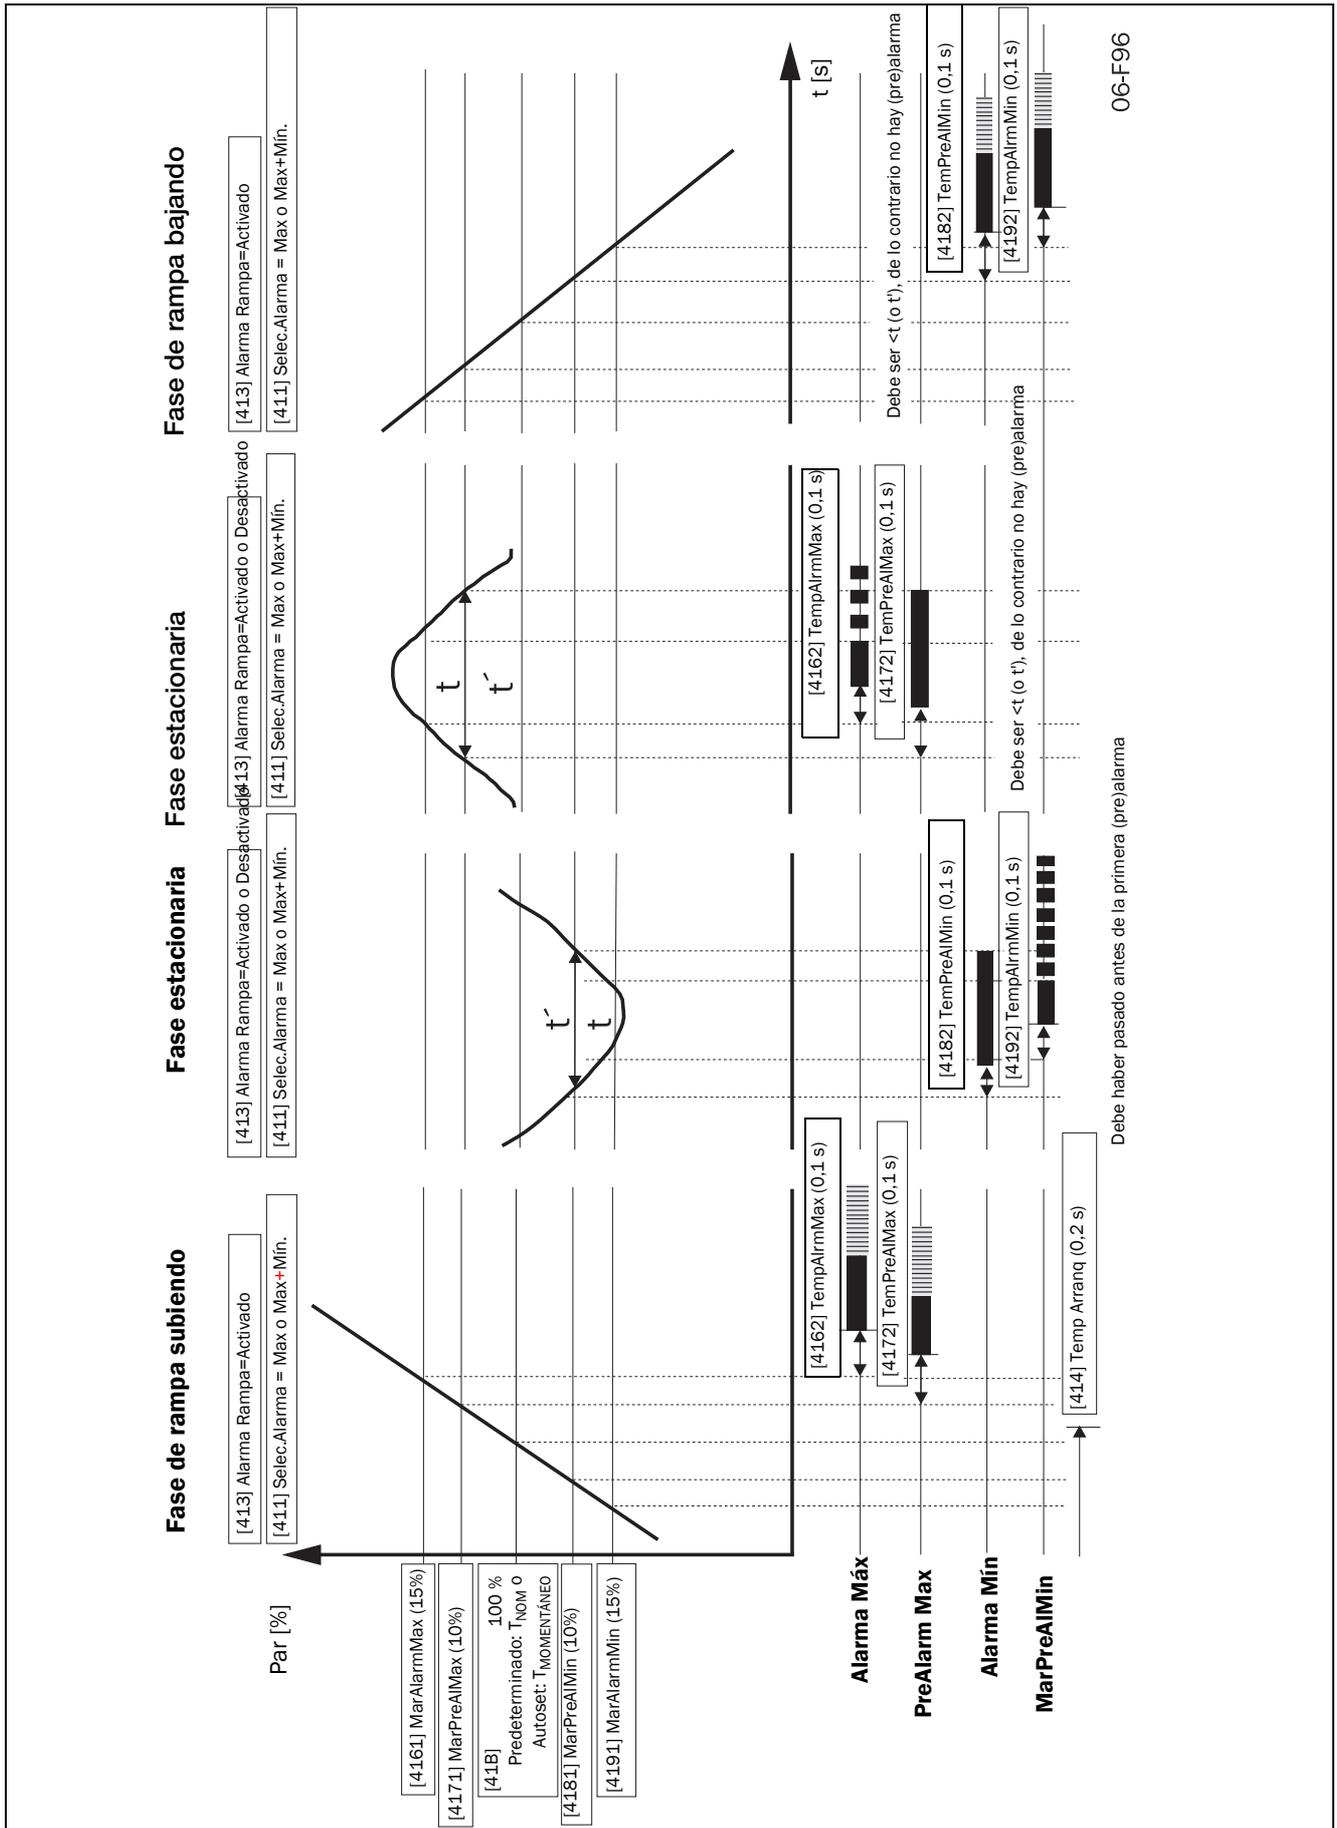 Fase de rampa subiendo
[413] Alarma Rampa=Activado
[411] Selec.Alarma = Max o Max+Mín.
Fase estacionaria
[413] Alarma Rampa=Activado o Desactivado
[411] Selec.Alarma = Max o Max+Mín.
Fase estacionaria
[413] Alarma Rampa=Activado o Desactivado
[411] Selec.Alarma = Max o Max+Mín.
Fase de rampa bajando
[413] Alarma Rampa=Activado
[411] Selec.Alarma = Max o Max+Mín.
Par [%]
[4161] MarAlarmMax (15%)
[4171] MarPreAlMax (10%)
[41B] 100 %
Predeterminado: TNOM o
Autoset: TMOMENTÁNEO
[4181] MarPreAlMin (10%)
[4191] MarAlarmMin (15%)
t´
t
t
t´
t [s]
Alarma Máx
PreAlarm Max
Alarma Mín
MarPreAlMin
[4162] TempAlrmMax (0,1 s)
[4172] TemPreAlMax (0,1 s)
[414] Temp Arranq (0,2 s)
[4182] TemPreAlMin (0,1 s)
[4192] TempAlrmMin (0,1 s)
Debe haber pasado antes de la primera (pre)alarma
[4162] TempAlrmMax (0,1 s)
[4172] TemPreAlMax (0,1 s)
Debe ser <t (o t'), de lo contrario no hay (pre)alarma
Debe ser <t (o t'), de lo contrario no hay (pre)alarma
[4182] TemPreAlMin (0,1 s)
[4192] TempAlrmMin (0,1 s)
06-F96